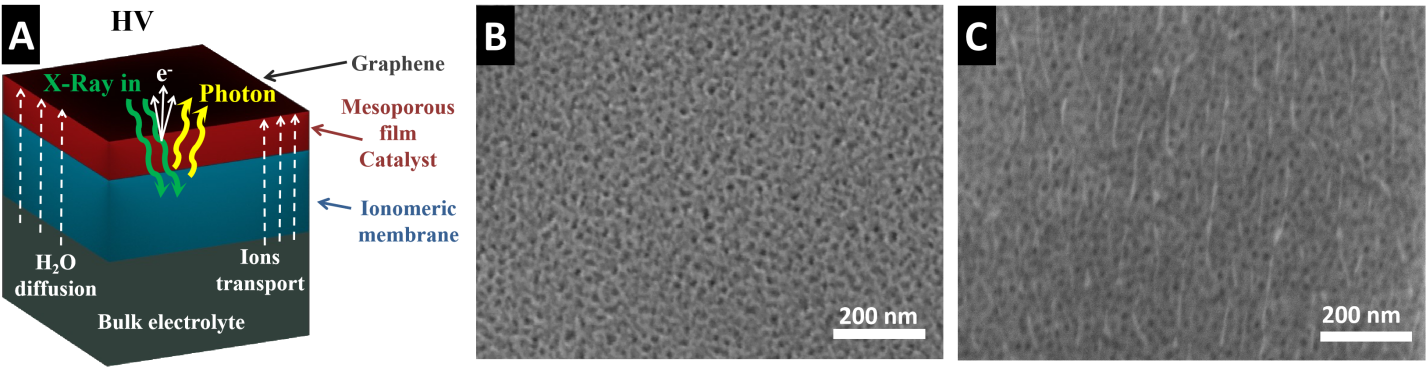 A
HV
X-Ray in
e-
Photon
Graphene
Mesoporous
film
Catalyst
Ionomeric
membrane
H2O
diffusion
Ions
transport
Bulk electrolyte
B
200 nm
C
200 nm